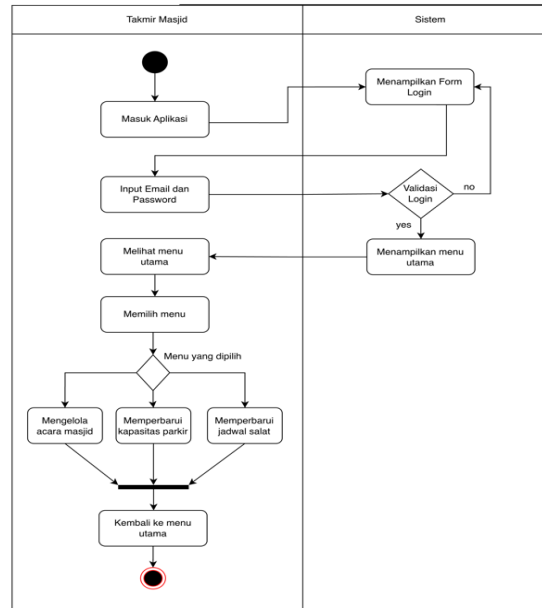 Takmir Masjid
Sistem
Masuk Aplikasi
Menampilkan Form
Login
Input Email dan
Password
Validasi
Login
no
yes
Melihat menu
utama
Menampilkan menu
utama
Memilih menu
Menu yang dipilih
Mengelola
acara masjid
Memperbarui
kapasitas parkir
Memperbarui
jadwal salat
Kembali ke menu
utama